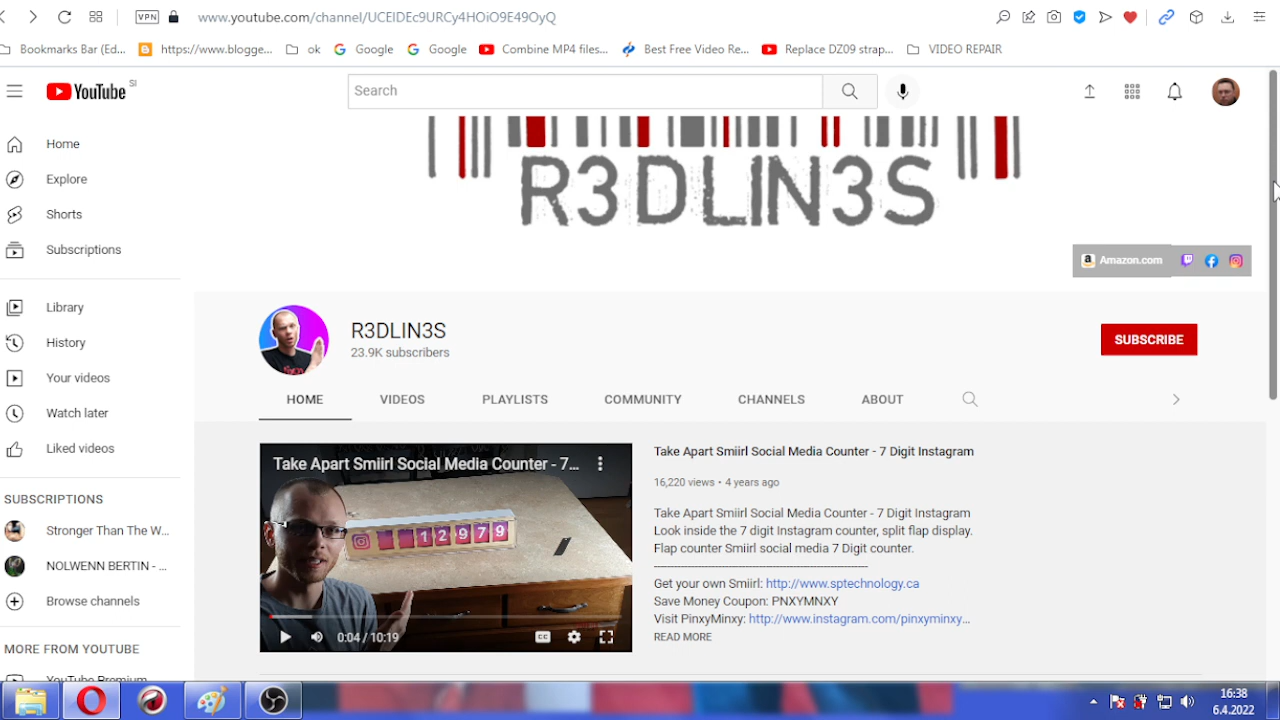 VPN
www.youtube.com/channel/UCEIDEc9URCy4HOiO9E49OyQ
Bookmarks Bar (Ed... https://www.blogge... ok Google Google Combine MP4 files... Best Free Video Re... Replace DZ09 strap... VIDEO REPAIR
YouTube SI
Search
Home
Explore
Shorts
Subscriptions
Library
History
Your videos
Watch later
Liked videos
SUBSCRIPTIONS
Stronger Than The W...
NOLWENN BERTIN - ...
Browse channels
MORE FROM YOUTUBE
YouTube Premium
R3DLIN3S
Amazon.com
R3DLIN3S
23.9K subscribers
SUBSCRIBE
HOME VIDEOS PLAYLISTS COMMUNITY CHANNELS ABOUT
Take Apart Smiirl Social Media Counter - 7...
12979
0:04 / 10:19
CC
Take Apart Smiirl Social Media Counter - 7 Digit Instagram
16,220 views • 4 years ago
Take Apart Smiirl Social Media Counter - 7 Digit Instagram
Look inside the 7 digit Instagram counter, split flap display.
Flap counter Smiirl social media 7 Digit counter.
--------------------------------------------------------------
Get your own Smiirl: http://www.sptechnology.ca
Save Money Coupon: PNXYMNXY
Visit PinxyMinxy: http://www.instagram.com/pinxyminxy...
READ MORE
16:38
6.4.2022